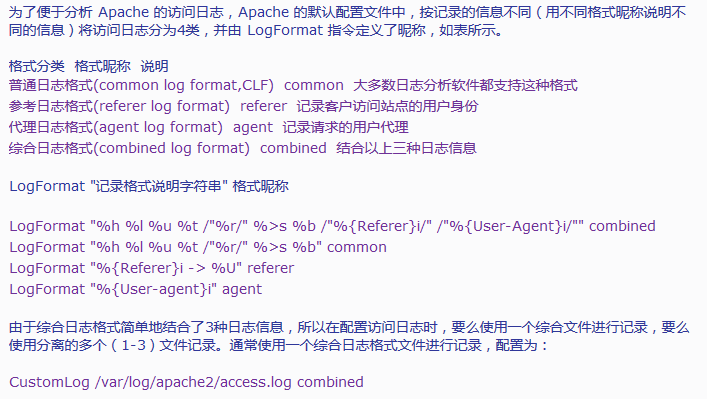 为了便于分析 Apache 的访问日志，Apache 的默认配置文件中，按记录的信息不同（用不同格式昵称说明不
同的信息）将访问日志分为4类，并由 LogFormat 指令定义了昵称，如表所示。
格式分类 格式昵称 说明
普通日志格式(common log format,CLF) common 大多数日志分析软件都支持这种格式
参考日志格式(referer log format) referer 记录客户访问站点的用户身份
代理日志格式(agent log format) agent 记录请求的用户代理
综合日志格式(combined log format) combined 结合以上三种日志信息
LogFormat "记录格式说明字符串" 格式昵称
LogFormat "%h %l %u %t /"%r/" %>s %b /"%{Referer}i/" /"%{User-Agent}i/"" combined
LogFormat "%h %l %u %t /"%r/" %>s %b" common
LogFormat "%{Referer}i -> %U" referer
LogFormat "%{User-agent}i" agent
由于综合日志格式简单地结合了3种日志信息，所以在配置访问日志时，要么使用一个综合文件进行记录，要么
使用分离的多个（1-3）文件记录。通常使用一个综合日志格式文件进行记录，配置为：
CustomLog /var/log/apache2/access.log combined